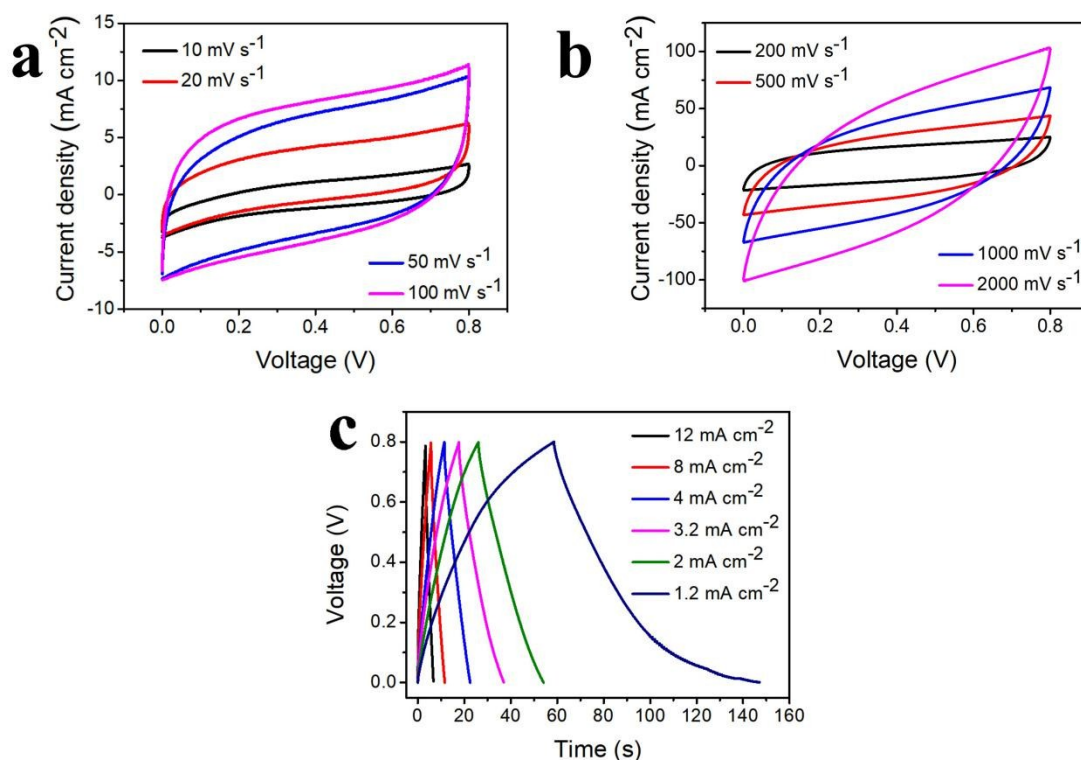 a
15
10
5
0
-5
-10
10 mV s⁻¹
20 mV s⁻¹
50 mV s⁻¹
100 mV s⁻¹
0.0 0.2 0.4 0.6 0.8
Voltage (V)
Current density (mA cm⁻²)
b
100
50
0
-50
-100
200 mV s⁻¹
500 mV s⁻¹
1000 mV s⁻¹
2000 mV s⁻¹
0.0 0.2 0.4 0.6 0.8
Voltage (V)
Current density (mA cm⁻²)
c
0.8
0.6
0.4
0.2
0.0
12 mA cm⁻²
8 mA cm⁻²
4 mA cm⁻²
3.2 mA cm⁻²
2 mA cm⁻²
1.2 mA cm⁻²
0 20 40 60 80 100 120 140 160
Time (s)
Voltage (V)